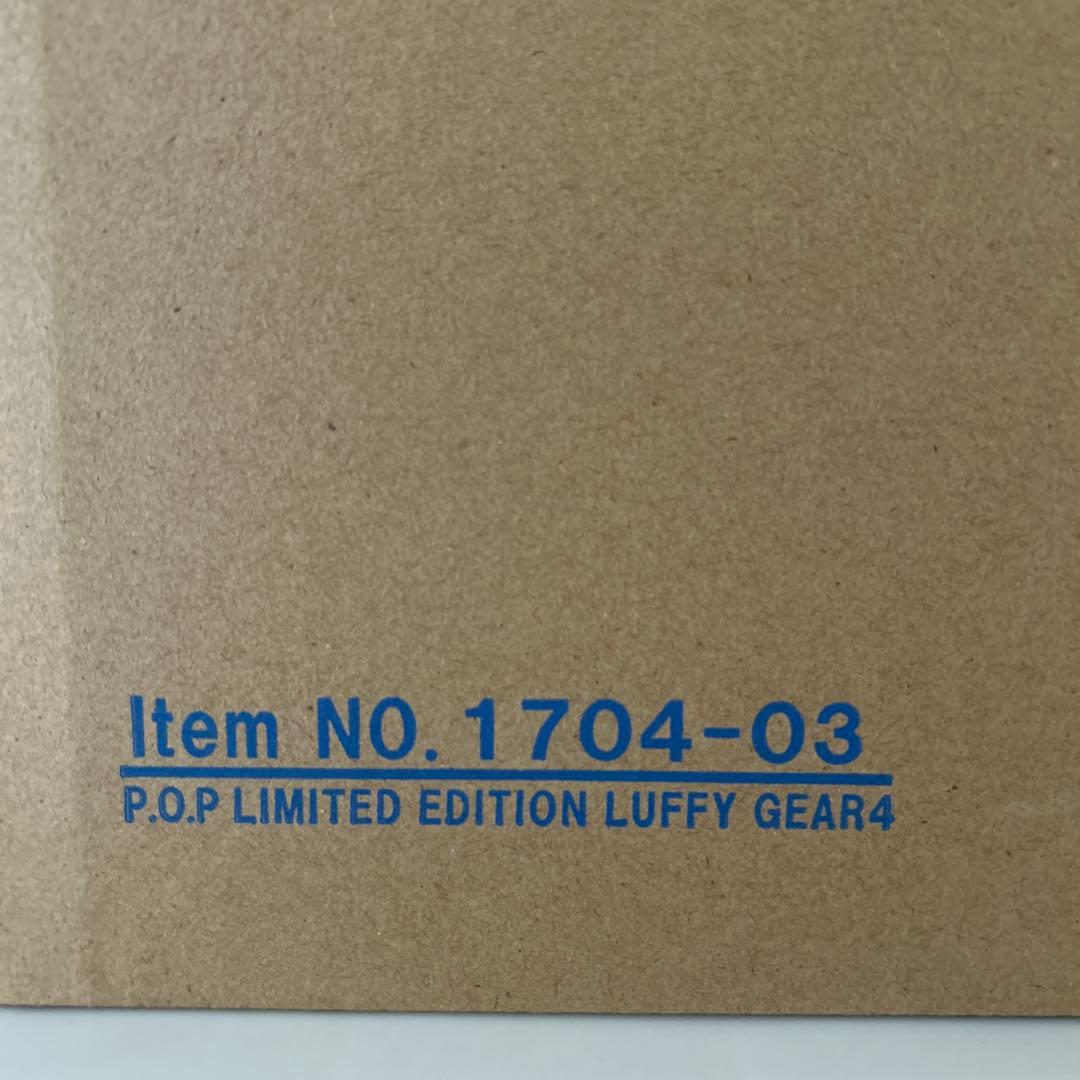 Item NO. 1704-03
P.O.P LIMITED EDITION LUFFY GEAR4